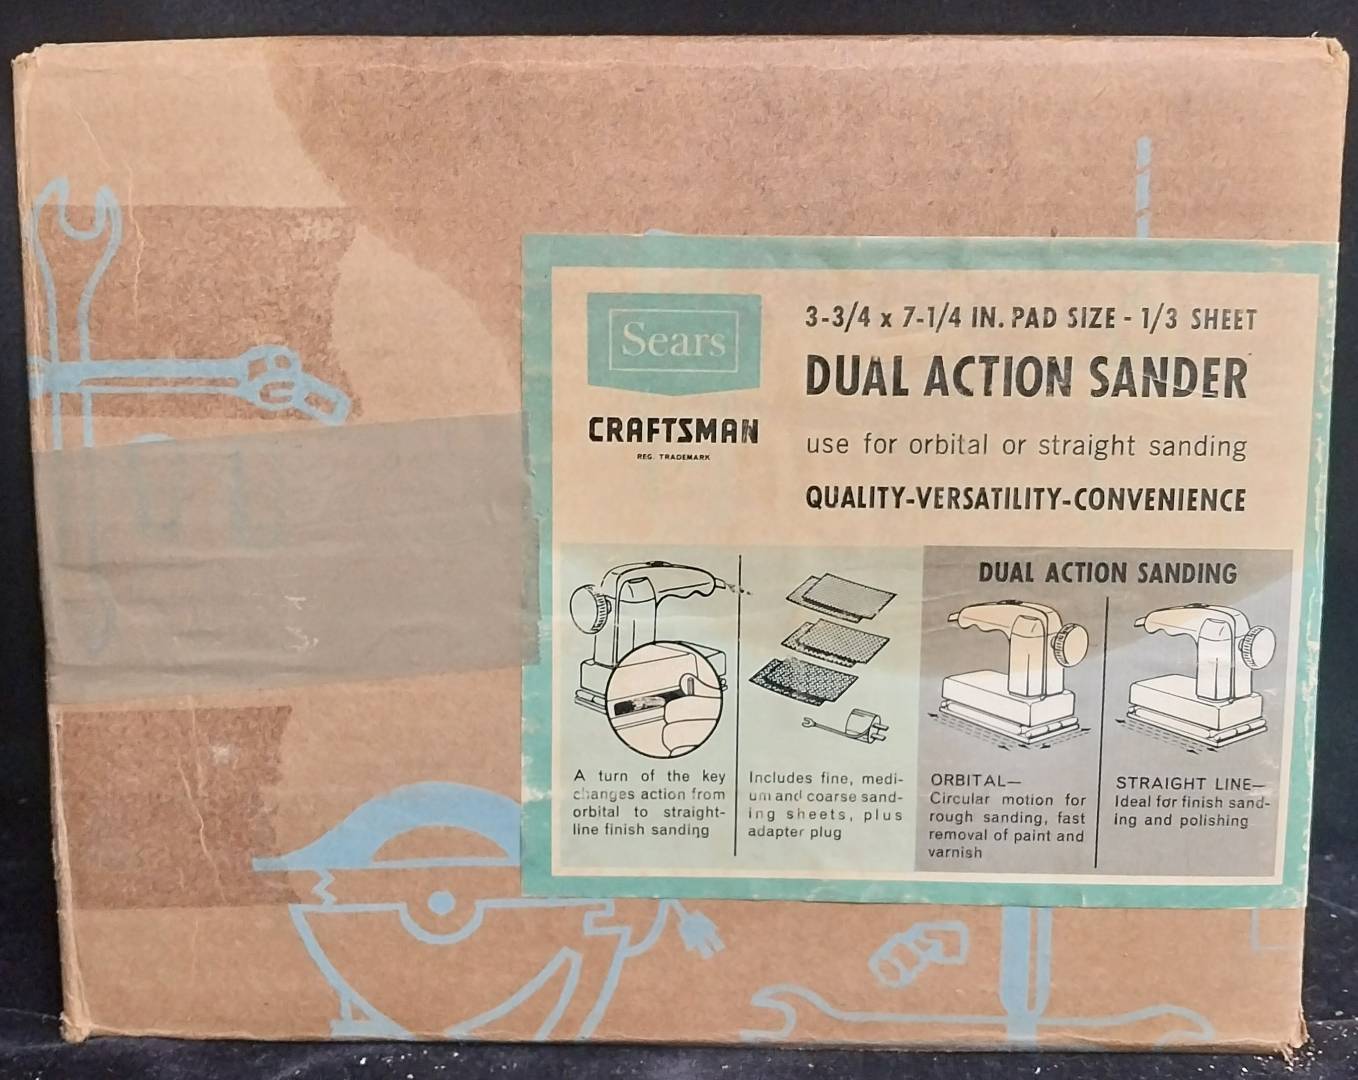 Sears
CRAFTSMAN
REG. TRADEMARK
3-3/4 x 7-1/4 IN. PAD SIZE - 1/3 SHEET
DUAL ACTION SANDER
use for orbital or straight sanding
QUALITY-VERSATILITY-CONVENIENCE
A turn of the key
changes action from
orbital to straight-
line finish sanding
Includes fine, medi-
um and coarse sand-
ing sheets, plus
adapter plug
DUAL ACTION SANDING
ORBITAL—
Circular motion for
rough sanding, fast
removal of paint and
varnish
STRAIGHT LINE—
Ideal for finish sand-
ing and polishing